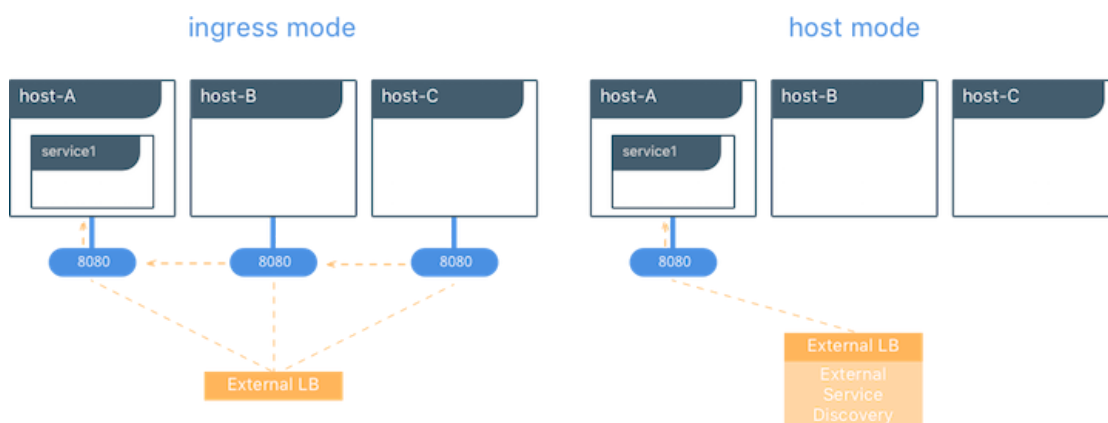 ingress mode
host mode
host-A
host-B
host-C
host-A
host-B
host-C
service1
service1
8080
8080
8080
8080
External LB
External LB
External
Service
Discovery